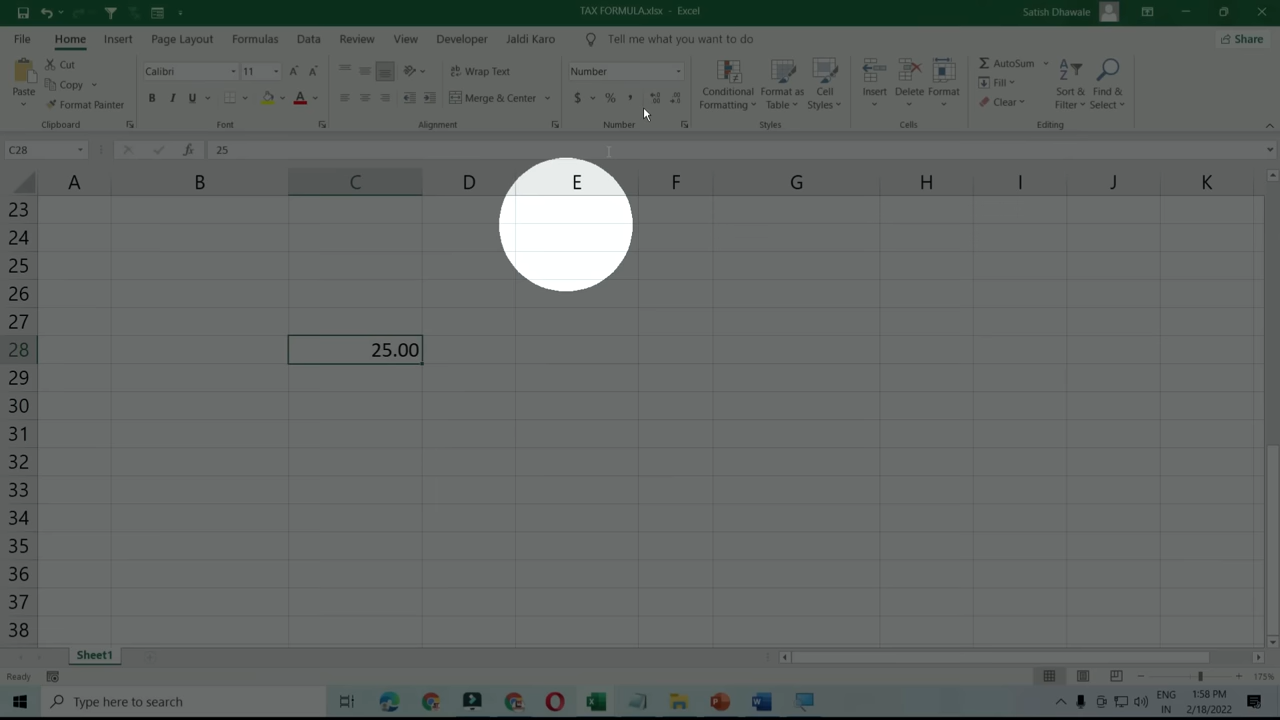 TAX FORMULA.xlsx - Excel
Satish Dhawale
File Home Insert Page Layout Formulas Data Review View Developer Jaldi Karo Tell me what you want to do Share
Paste
Cut
Copy
Format Painter
Clipboard
Calibri 11
B I U
Font
Wrap Text
Merge & Center
Alignment
Number
$ % ,
Number
Conditional
Formatting
Format as
Table
Cell
Styles
Styles
Insert Delete Format
Cells
AutoSum
Fill
Clear
Sort &
Filter
Find &
Select
Editing
C28 fx 25
A B C D E F G H I J K
23
24
25
26
27
28 25.00
29
30
31
32
33
34
35
36
37
38
Sheet1
Ready 175%
Type here to search
ENG
IN
1:58 PM
2/18/2022